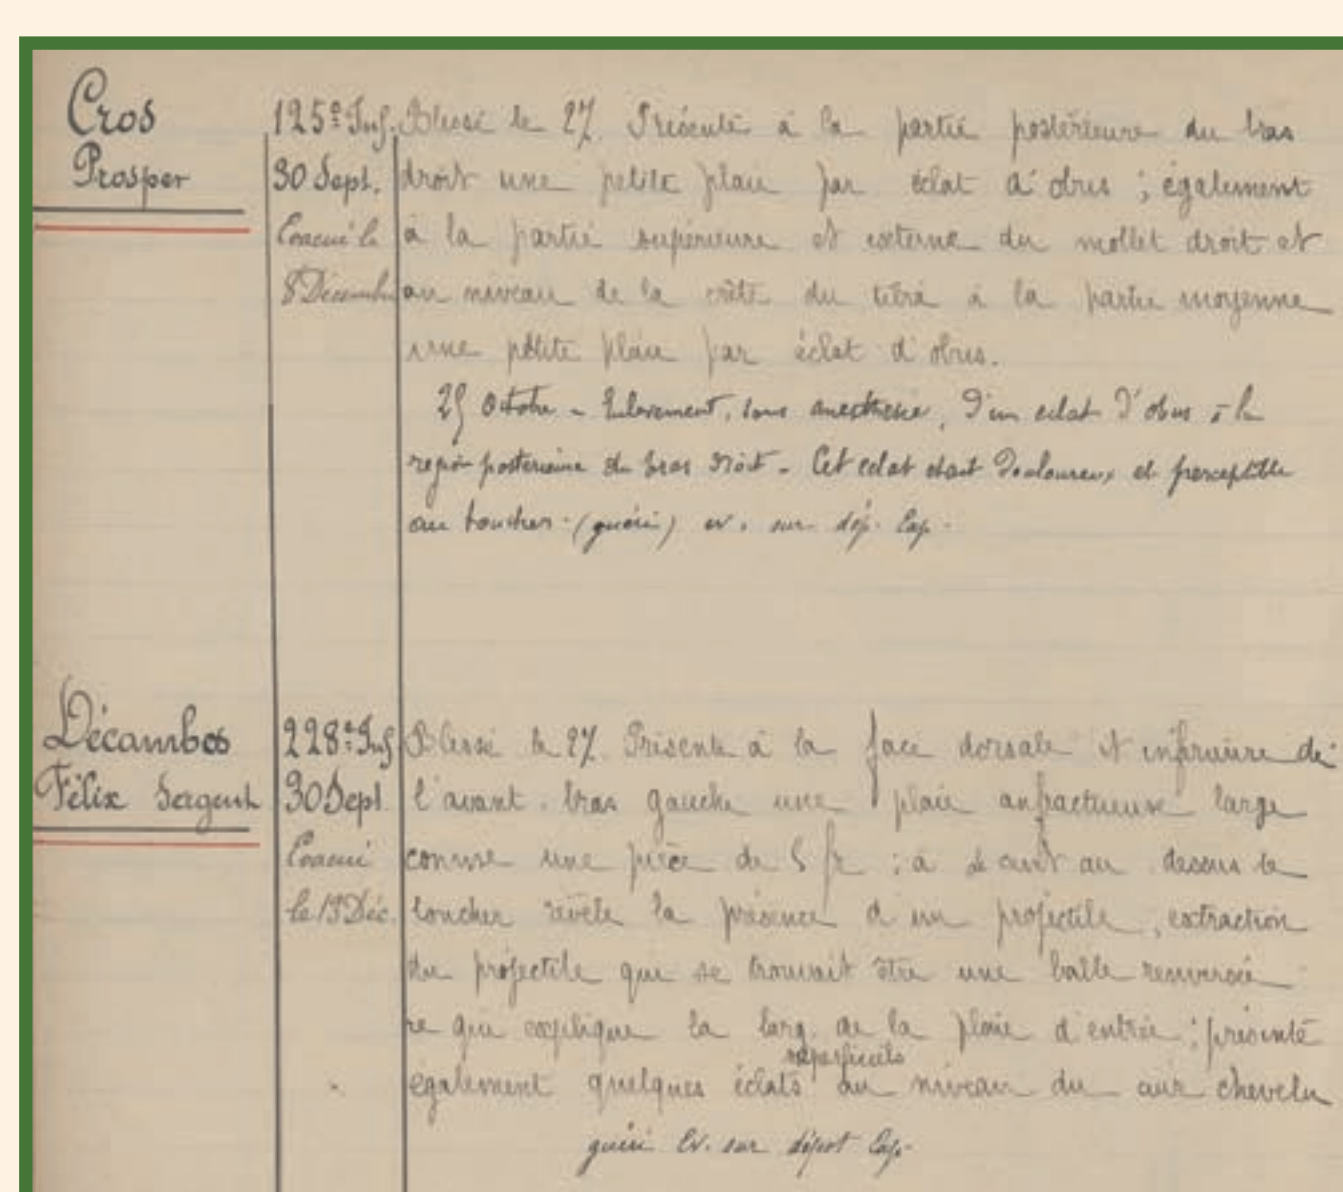 Cros
Prosper
125e Inf.
30 Sept.
Evacué le
8 Décembre
Blessé le 27. Présente à la partie postérieure du bras
droit une petite plaie par éclat d'obus ; également
à la partie supérieure et externe du mollet droit et
au niveau de la crête du tibia à la partie moyenne
une petite plaie par éclat d'obus.
25 Octobre - Enlèvement, sous anesthésie, d'un éclat d'obus à la
région postérieure du bras droit - Cet éclat étant douloureux et perceptible
au toucher - (guéri) ev. sur dép. Cap.
Décambos
Félix Sergent
228e Inf
30 Sept
Evacué
le 13 Déc.
Blessé le 27. Présente à la face dorsale et inférieure de
l'avant-bras gauche une plaie anfractueuse large
comme une pièce de 5 fr ; à au dessus le
toucher révèle la présence d'un projectile, extraction
du projectile qui se trouvait être une balle renversée
ce qui explique la larg. de la plaie d'entrée ; présente
superficiels
également quelques éclats au niveau du cuir chevelu
guéri Ev. sur dépot Cap.